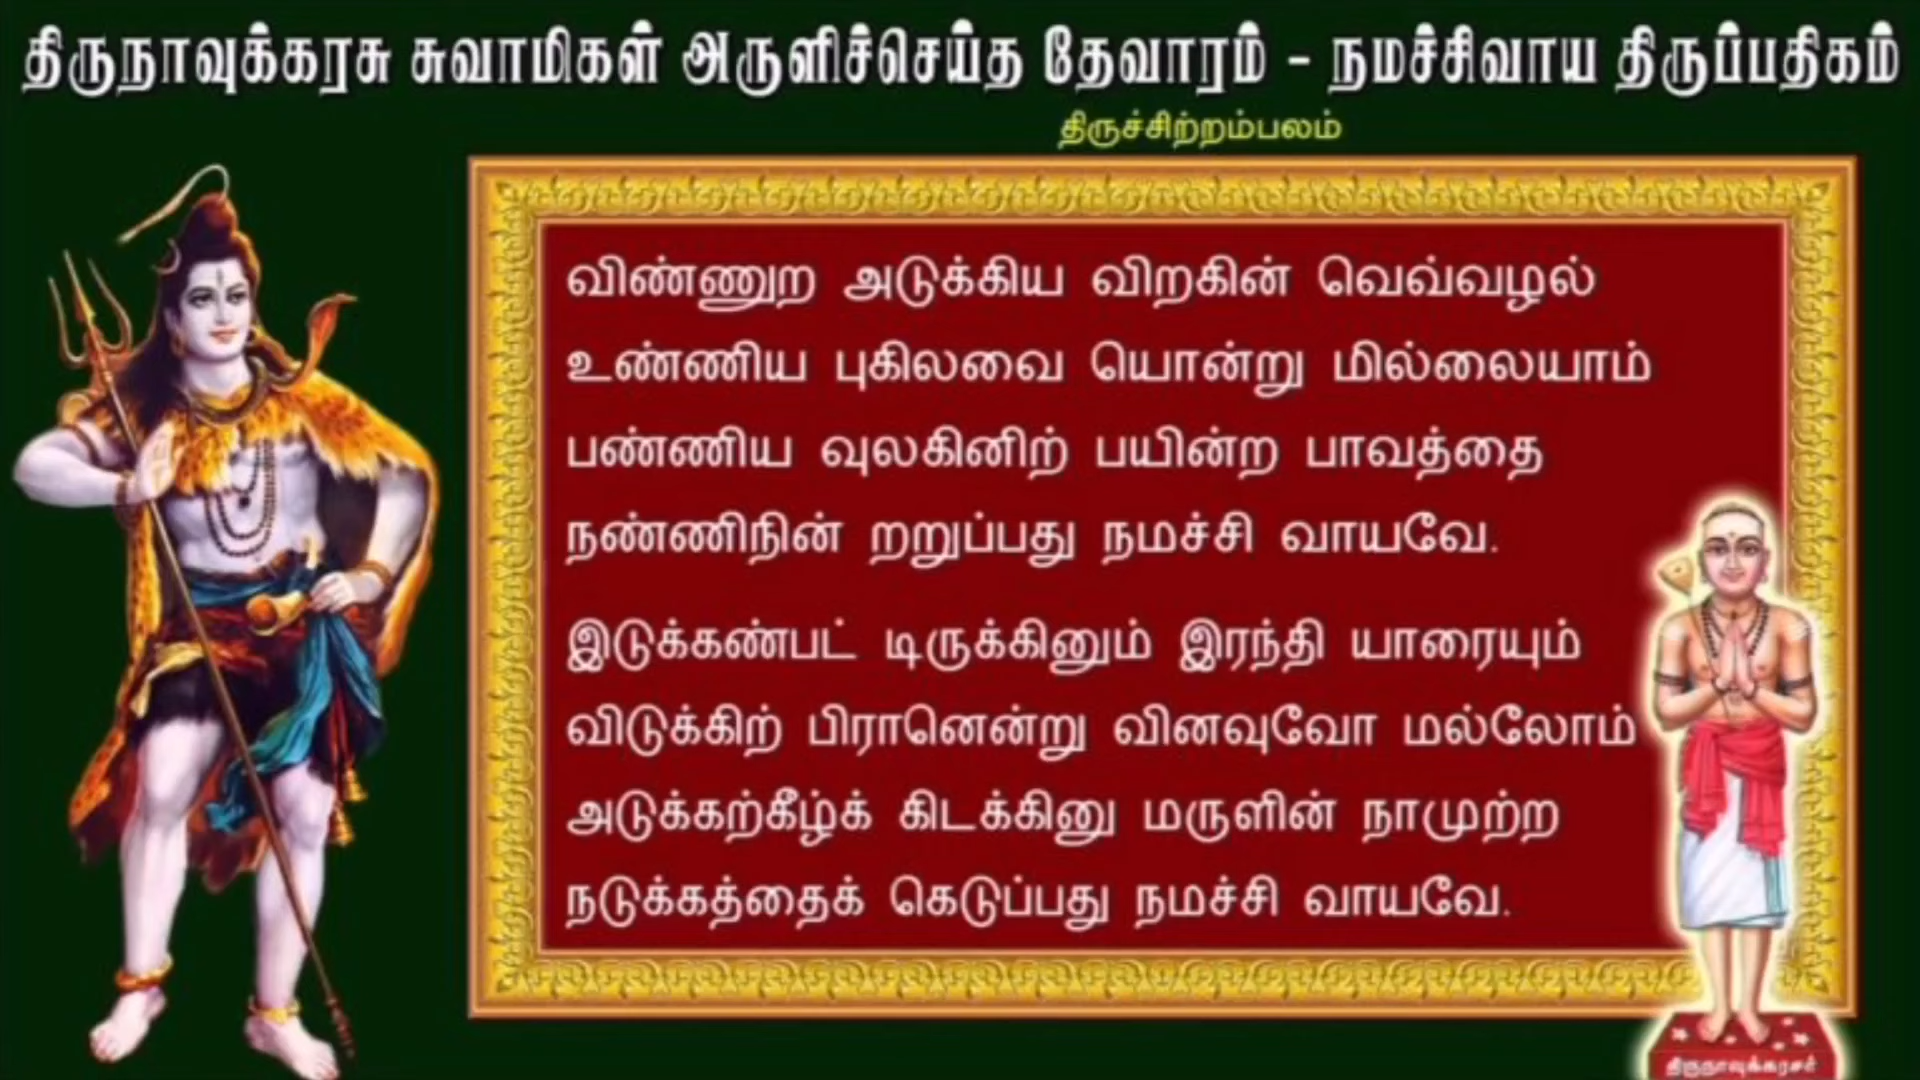 திருநாவுக்கரசு சுவாமிகள் அருளிச்செய்த தேவாரம் - நமச்சிவாய திருப்பதிகம்
திருச்சிற்றம்பலம்
விண்ணுற அடுக்கிய விறகின் வெவ்வழல்
உண்ணிய புகிலவை யொன்று மில்லையாம்
பண்ணிய வுலகினிற் பயின்ற பாவத்தை
நண்ணிநின் றறுப்பது நமச்சி வாயவே.
இடுக்கண்பட் டிருக்கினும் இரந்தி யாரையும்
விடுக்கிற் பிரானென்று வினவுவோ மல்லோம்
அடுக்கற்கீழ்க் கிடக்கினு மருளின் நாமுற்ற
நடுக்கத்தைக் கெடுப்பது நமச்சி வாயவே.
திருநாவுக்கரசர்